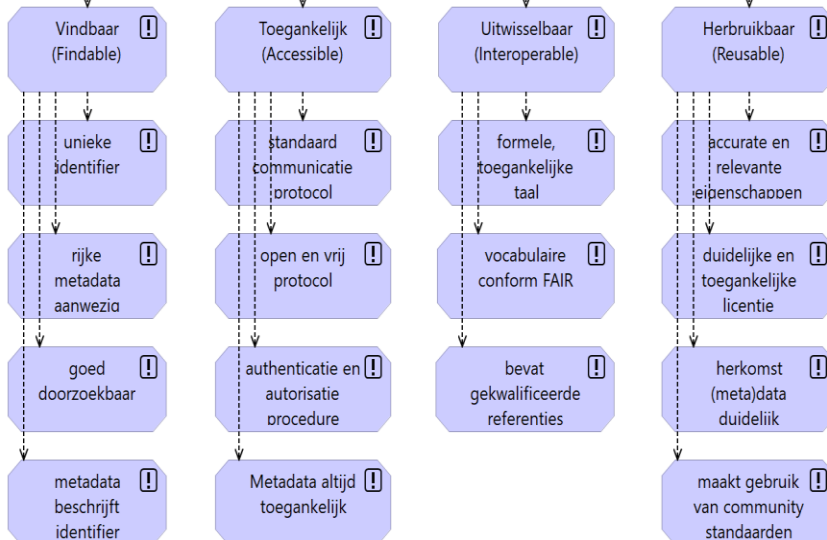 Vindbaar
(Findable)
unieke
identifier
rijke
metadata
aanwezig
goed
doorzoekbaar
metadata
beschrijft
identifier
Toegankelijk
(Accessible)
standaard
communicatie
protocol
open en vrij
protocol
authenticatie en
autorisatie
procedure
Metadata altijd
toegankelijk
Uitwisselbaar
(Interoperable)
formele,
toegankelijke
taal
vocabulaire
conform FAIR
bevat
gekwalificeerde
referenties
Herbruikbaar
(Reusable)
accurate en
relevante
eigenschappen
duidelijke en
toegankelijke
licentie
herkomst
(meta)data
duidelijk
maakt gebruik
van community
standaarden